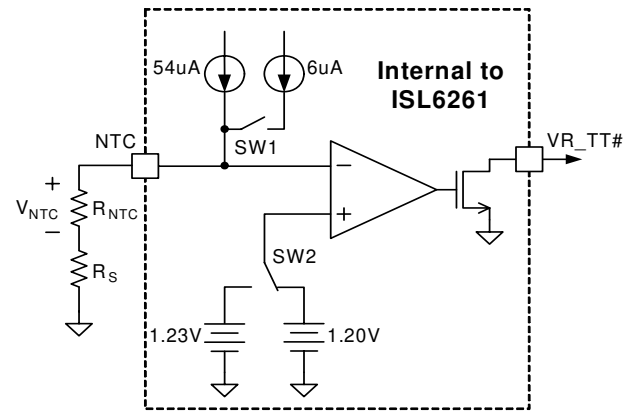 54uA
6uA
Internal to
ISL6261
NTC
SW1
VR_TT#
−
+
+
VNTC
−
RNTC
RS
SW2
1.23V
1.20V